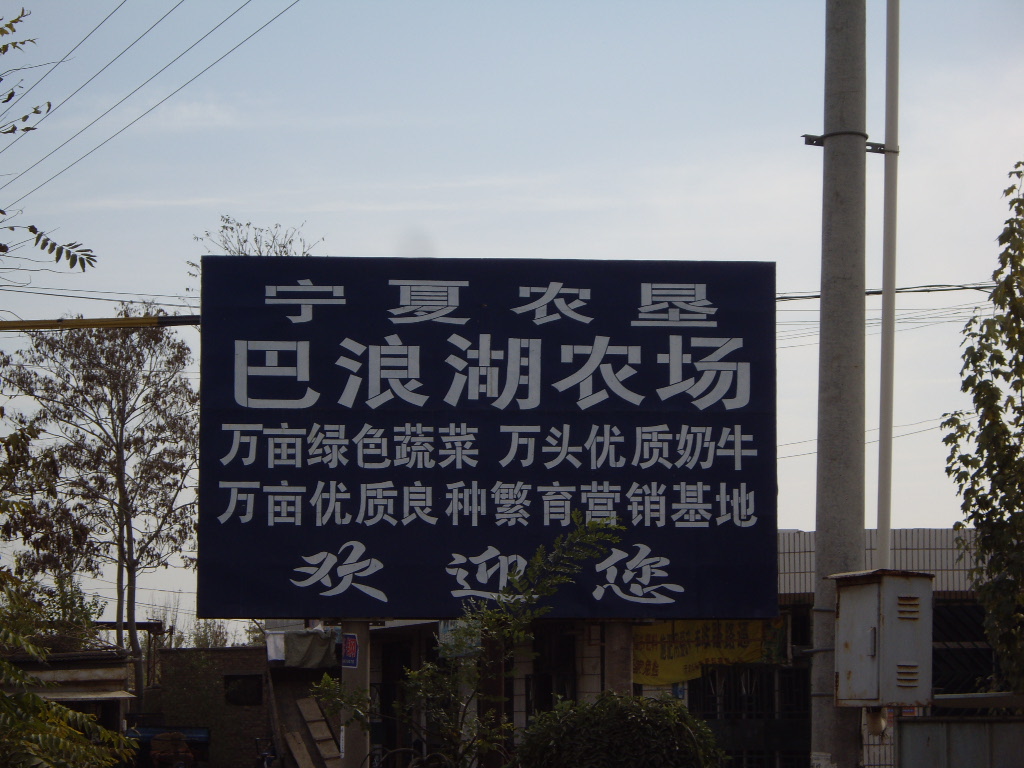 宁夏农垦
巴浪湖农场
万亩绿色蔬菜 万头优质奶牛
万亩优质良种繁育营销基地
欢迎您